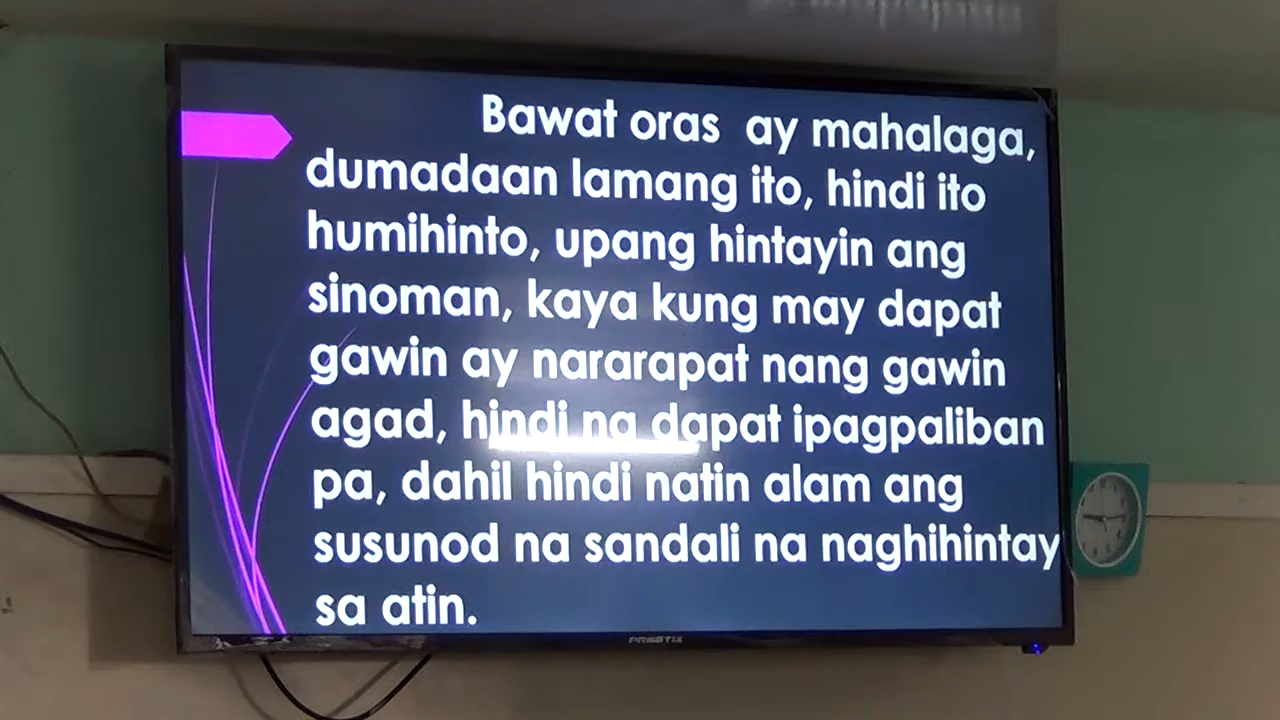 Bawat oras ay mahalaga,
dumadaan lamang ito, hindi ito
humihinto, upang hintayin ang
sinoman, kaya kung may dapat
gawin ay nararapat nang gawin
agad, hindi na dapat ipagpaliban
pa, dahil hindi natin alam ang
susunod na sandali na naghihintay
sa atin.